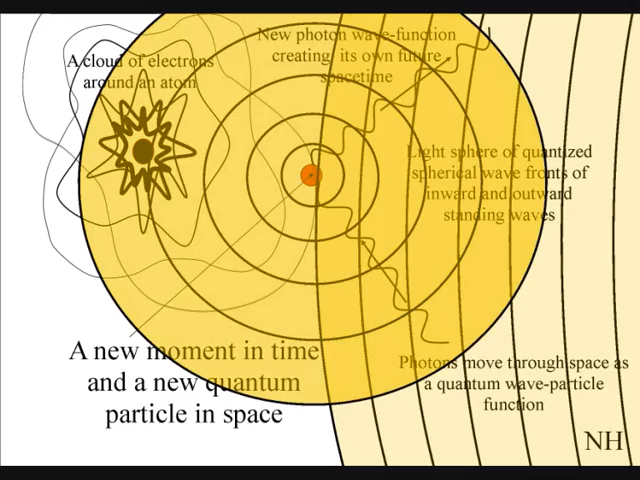 A cloud of electrons
around an atom
New photon wave-function
creating, its own future
spacetime
Light sphere of quantized
spherical wave fronts of
inward and outward
standing waves
A new moment in time
and a new quantum
particle in space
Photons move through space as
a quantum wave-particle
function
NH